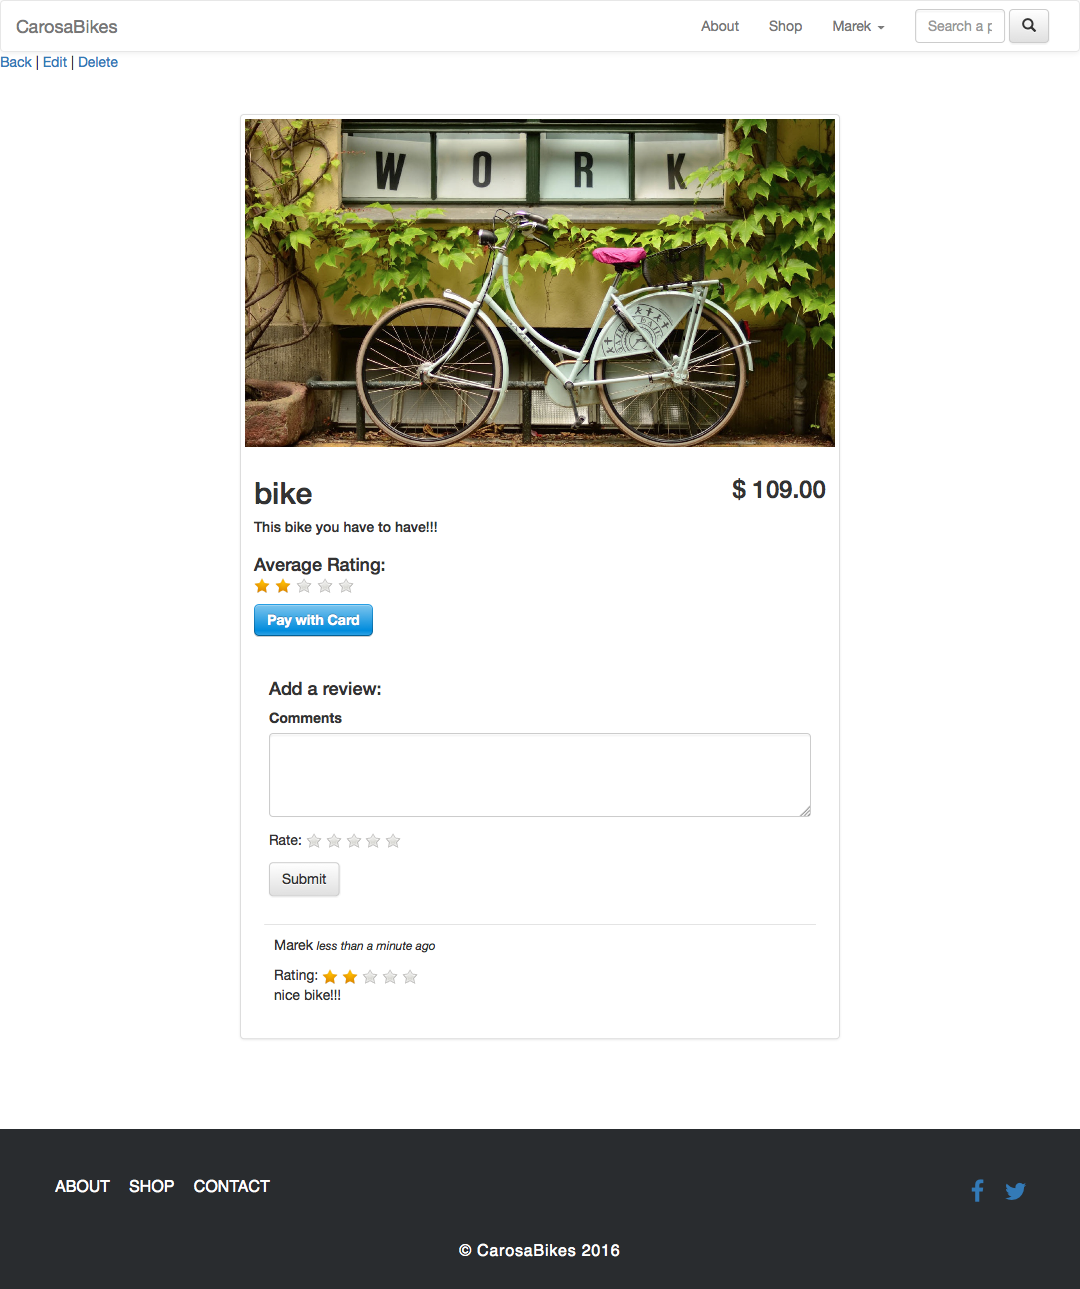 CarosaBikes About Shop Marek Search a p
Back | Edit | Delete
W O R K
bike $ 109.00
This bike you have to have!!!
Average Rating:
Pay with Card
Add a review:
Comments
Rate:
Submit
Marek less than a minute ago
Rating:
nice bike!!!
ABOUT SHOP CONTACT
© CarosaBikes 2016